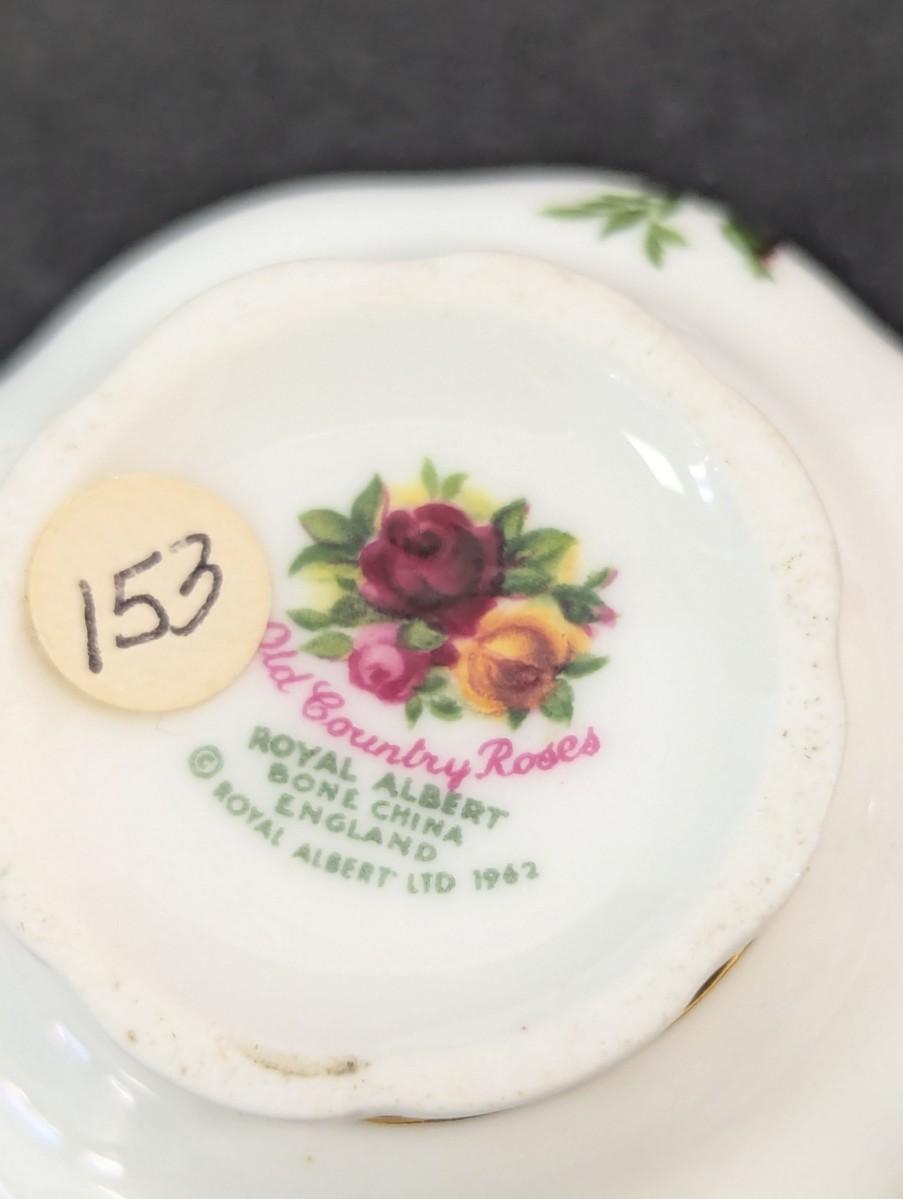 153
Old Country Roses
ROYAL ALBERT
BONE CHINA
ENGLAND
© ROYAL ALBERT LTD 1962